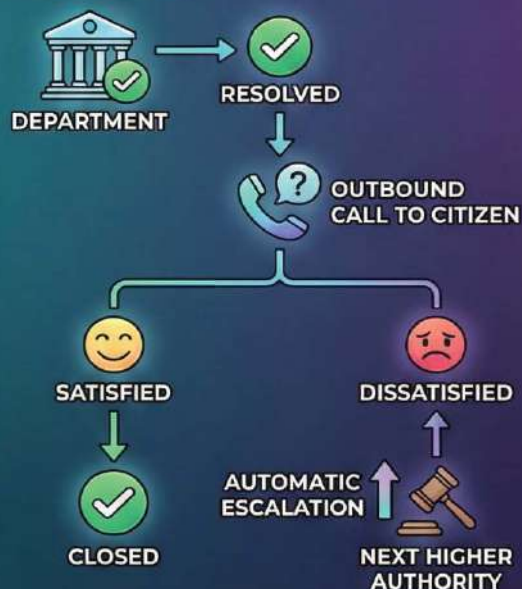 DEPARTMENT
RESOLVED
?
OUTBOUND
CALL TO CITIZEN
SATISFIED
DISSATISFIED
AUTOMATIC
ESCALATION
CLOSED
NEXT HIGHER
AUTHORITY